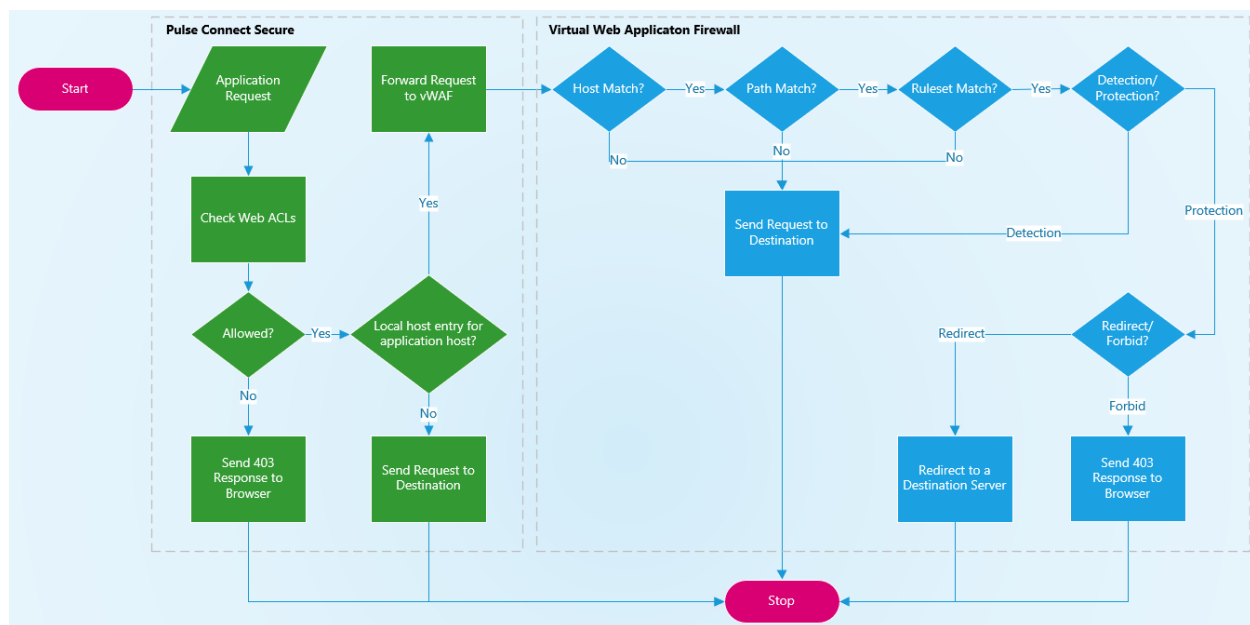 Pulse Connect Secure
Virtual Web Applicaton Firewall
Start
Application
Request
Forward Request
to vWAF
Host Match?
Yes
Path Match?
Yes
Ruleset Match?
Yes
Detection/
Protection?
No
No
No
Check Web ACLs
Yes
Send Request to
Destination
Protection
Detection
Allowed?
Yes
Local host entry for
application host?
Redirect
Redirect/
Forbid?
No
No
Forbid
Send 403
Response to
Browser
Send Request to
Destination
Redirect to a
Destination Server
Send 403
Response to
Browser
Stop